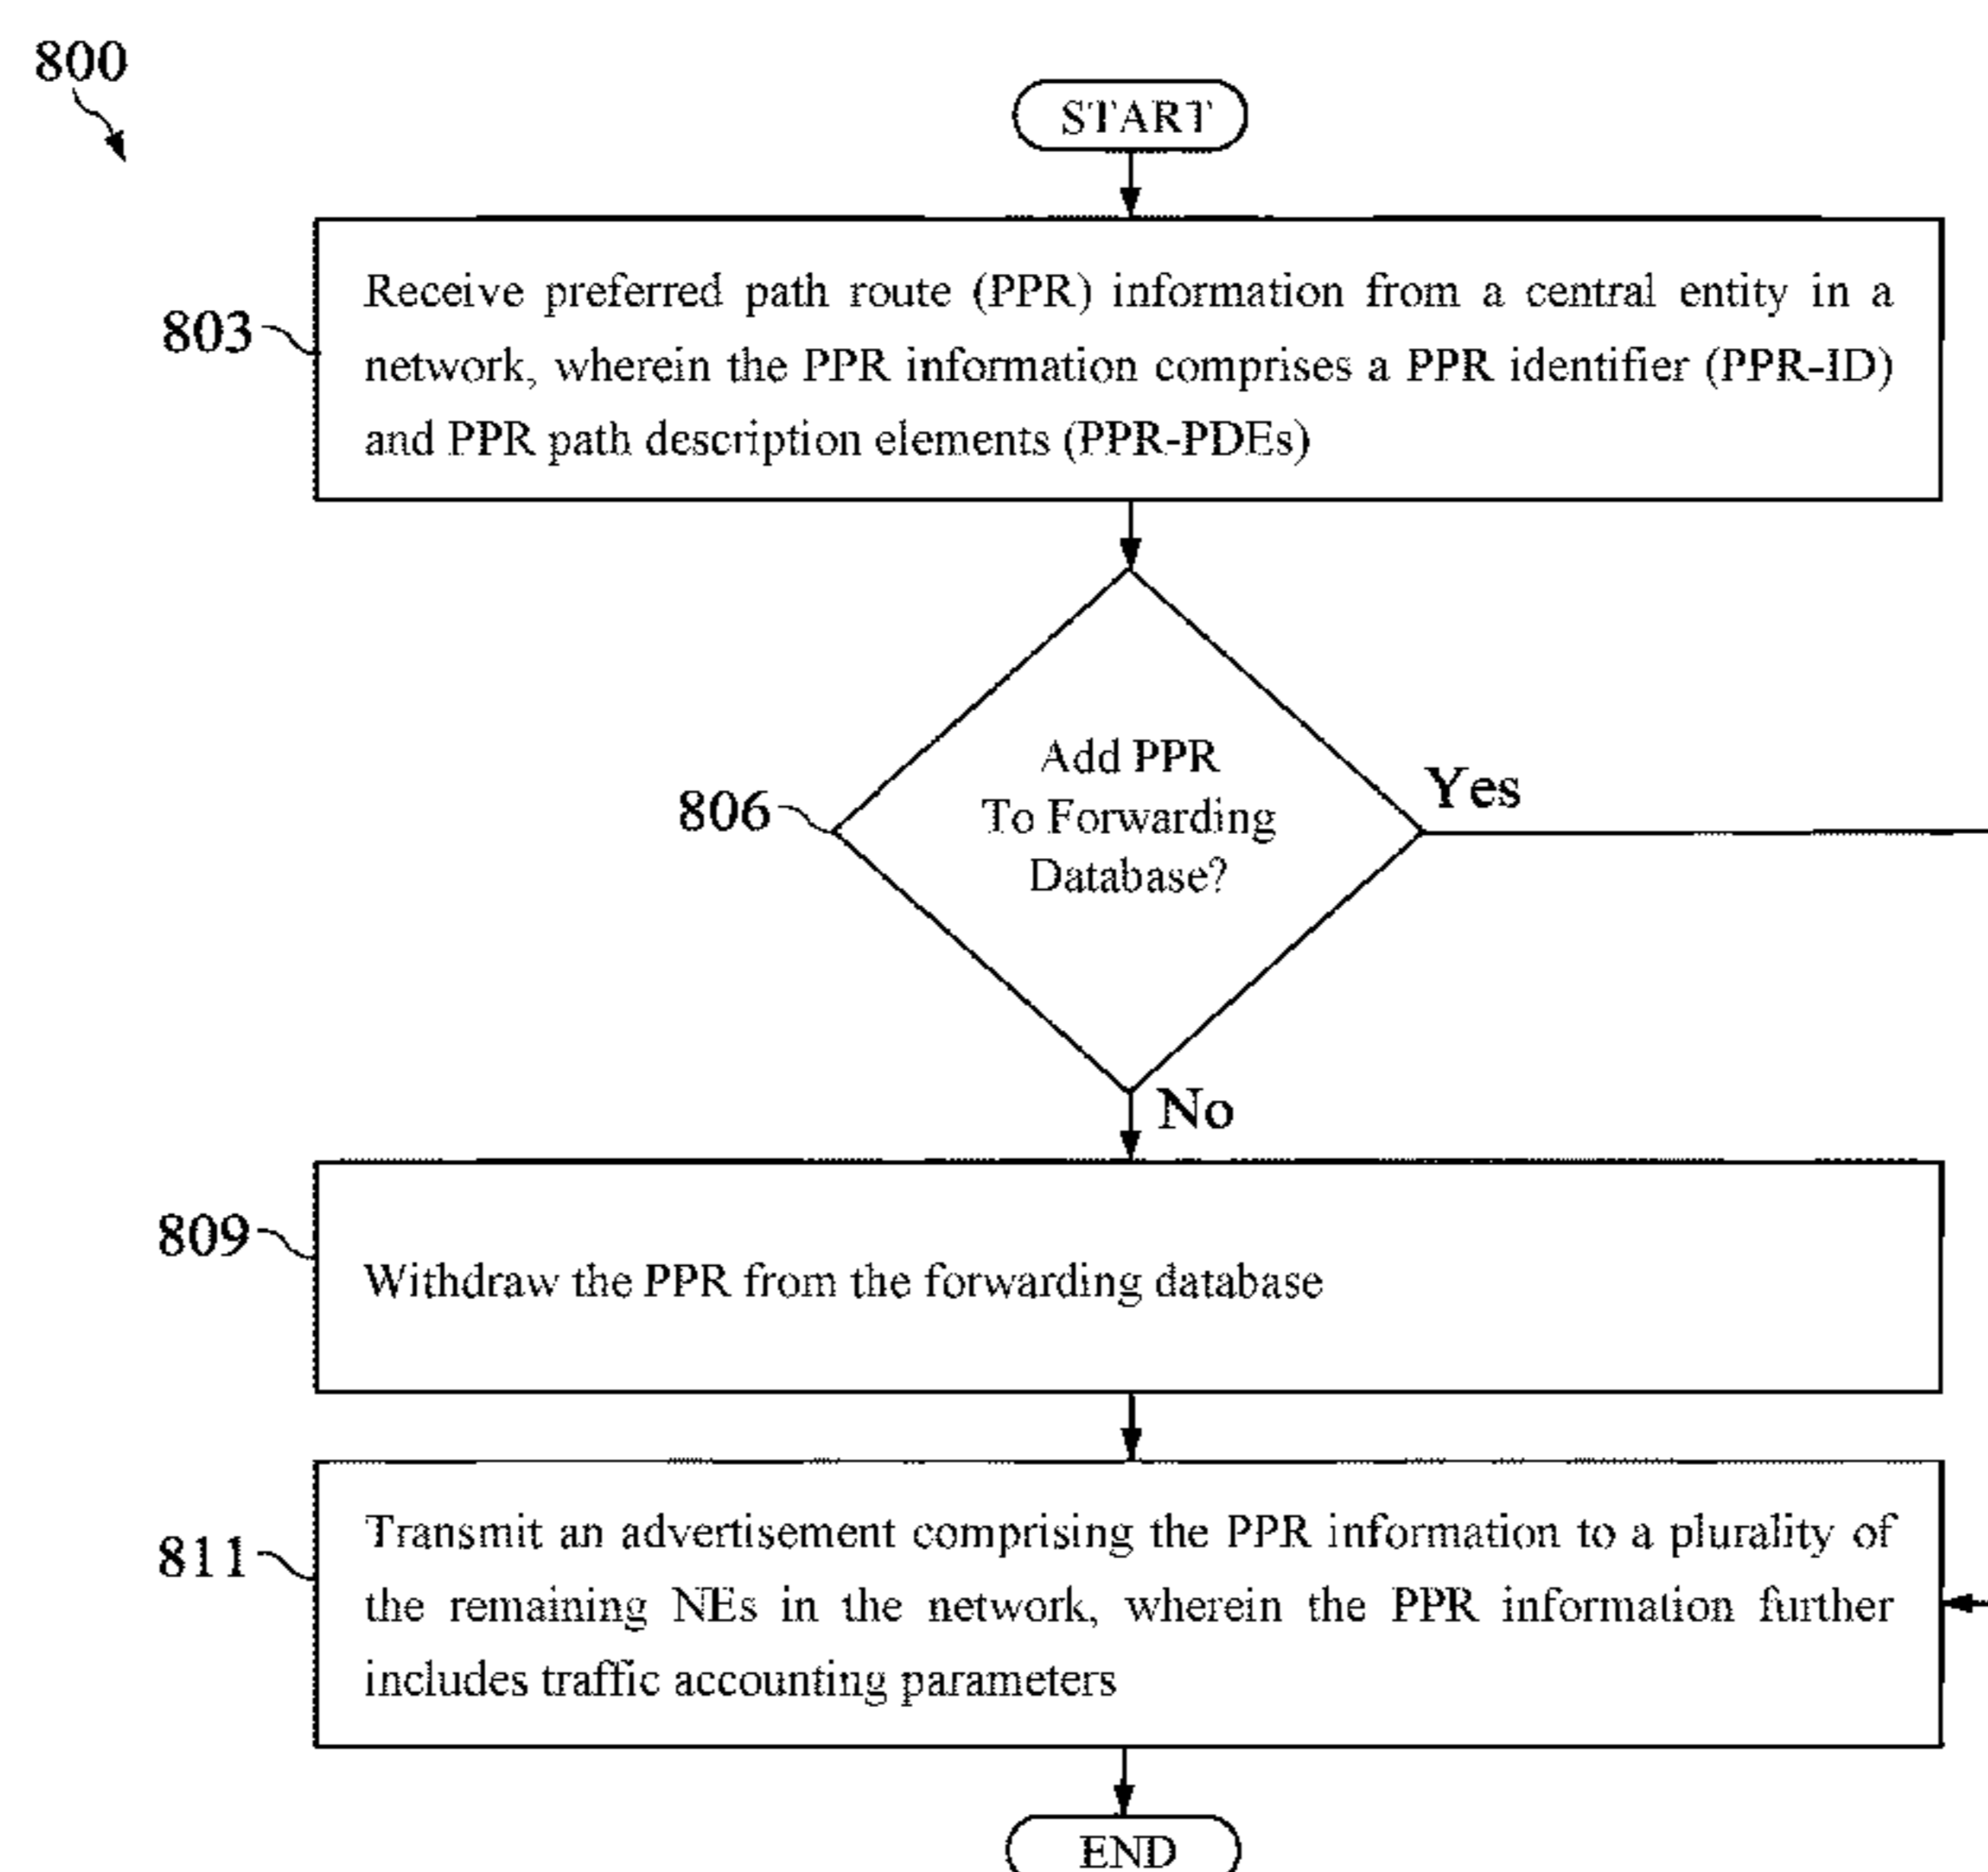 800
START
803
Receive preferred path route (PPR) information from a central entity in a
network, wherein the PPR information comprises a PPR identifier (PPR-ID)
and PPR path description elements (PPR-PDEs)
806
Add PPR
To Forwarding
Database?
Yes
No
809
Withdraw the PPR from the forwarding database
811
Transmit an advertisement comprising the PPR information to a plurality of
the remaining NEs in the network, wherein the PPR information further
includes traffic accounting parameters
END